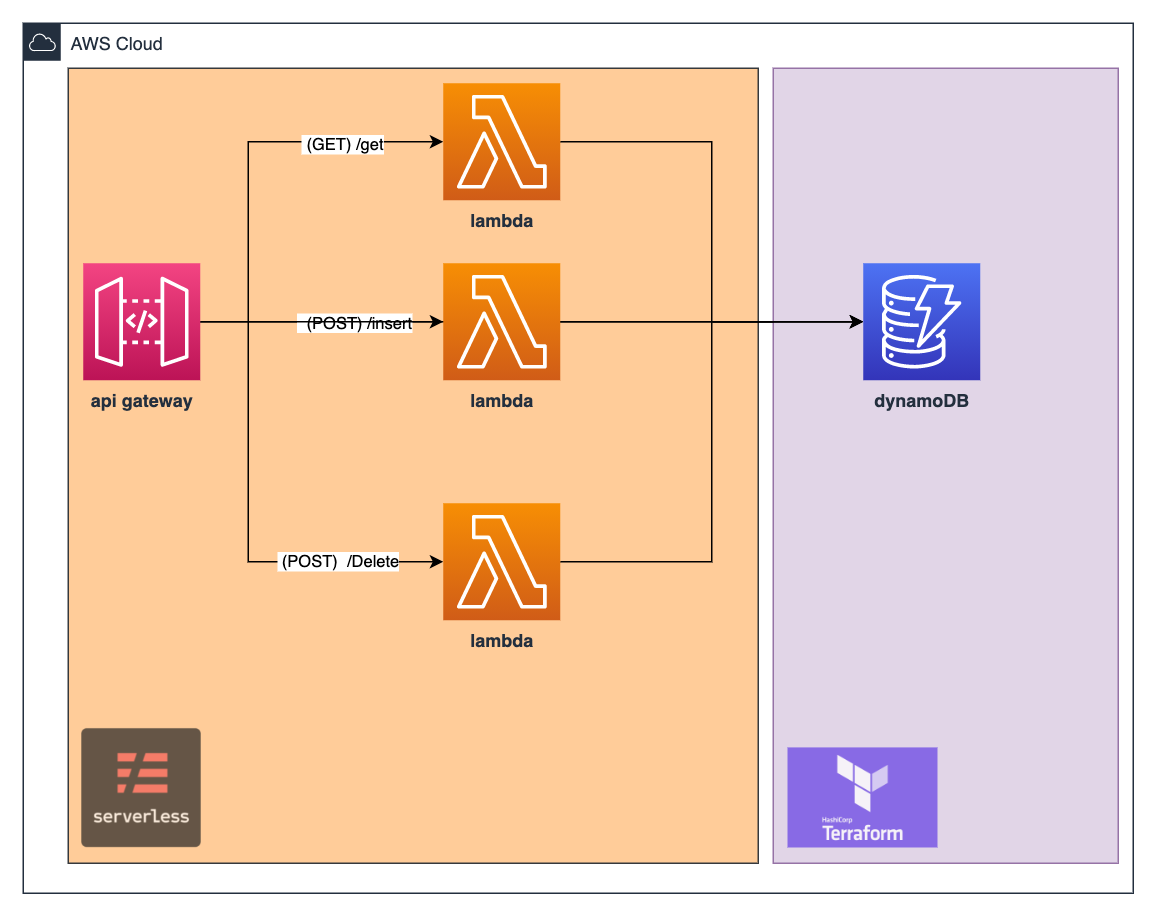 AWS Cloud
(GET) /get
lambda
(POST) /insert
api gateway
lambda
dynamoDB
(POST)  /Delete
lambda
</>
serverless
HashiCorp
Terraform